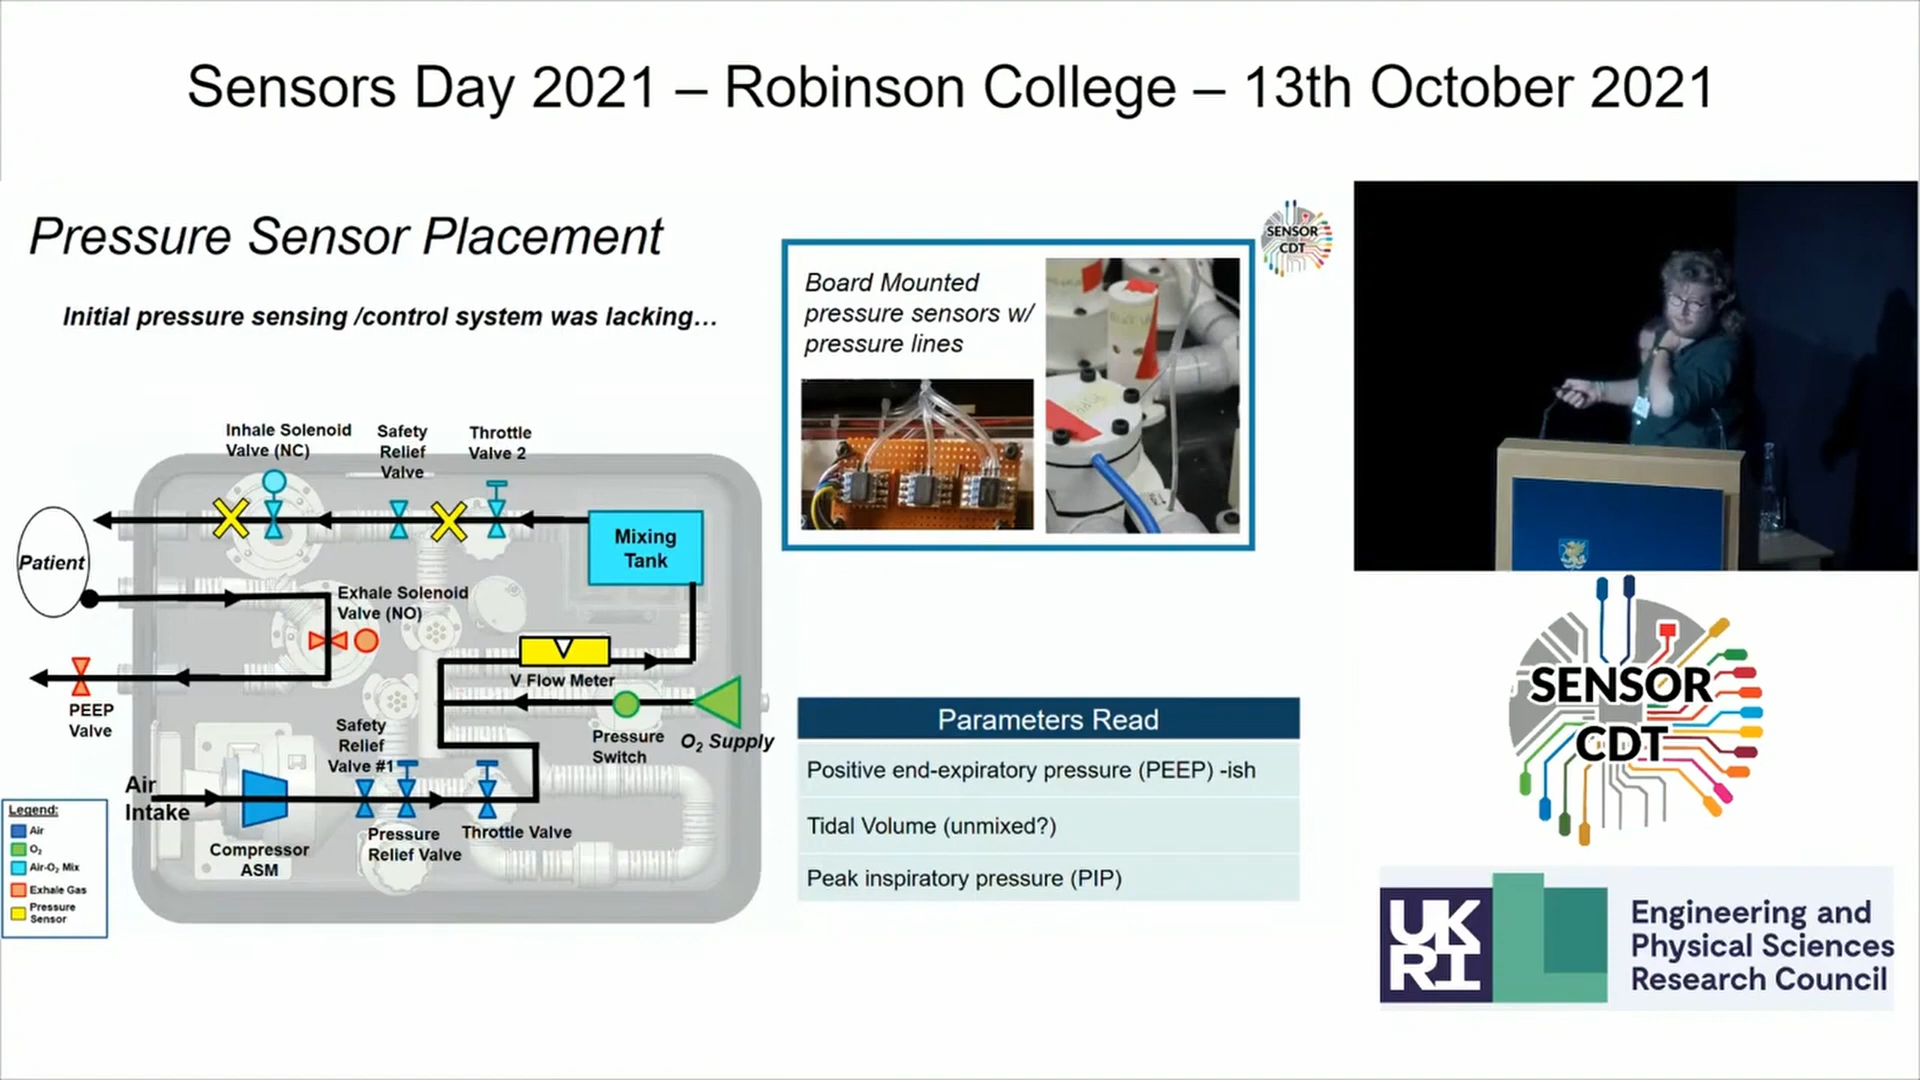 Sensors Day 2021 – Robinson College – 13th October 2021
Pressure Sensor Placement
Initial pressure sensing /control system was lacking...
Board Mounted
pressure sensors w/
pressure lines
SENSOR
CDT
Inhale Solenoid
Valve (NC)
Safety
Relief
Valve
Throttle
Valve 2
Mixing
Tank
Patient
Exhale Solenoid
Valve (NO)
V Flow Meter
PEEP
Valve
Pressure
Switch
O₂ Supply
Safety
Relief
Valve #1
Air
Intake
Compressor
ASM
Pressure
Relief Valve
Throttle Valve
Legend:
Air
O₂
Air-O₂ Mix
Exhale Gas
Pressure
Sensor
Parameters Read
Positive end-expiratory pressure (PEEP) -ish
Tidal Volume (unmixed?)
Peak inspiratory pressure (PIP)
SENSOR
CDT
UK
RI
Engineering and
Physical Sciences
Research Council